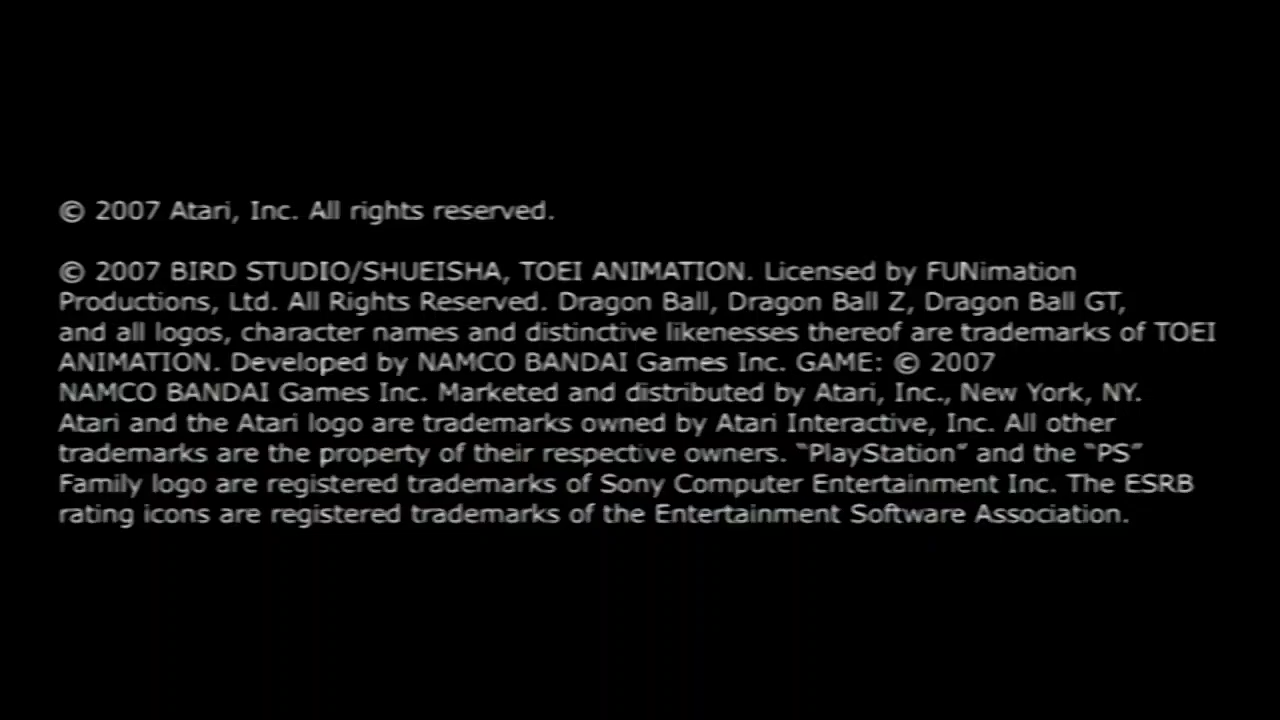 © 2007 Atari, Inc. All rights reserved.
© 2007 BIRD STUDIO/SHUEISHA, TOEI ANIMATION. Licensed by FUNimation
Productions, Ltd. All Rights Reserved. Dragon Ball, Dragon Ball Z, Dragon Ball GT,
and all logos, character names and distinctive likenesses thereof are trademarks of TOEI
ANIMATION. Developed by NAMCO BANDAI Games Inc. GAME: © 2007
NAMCO BANDAI Games Inc. Marketed and distributed by Atari, Inc., New York, NY.
Atari and the Atari logo are trademarks owned by Atari Interactive, Inc. All other
trademarks are the property of their respective owners. “PlayStation” and the “PS”
Family logo are registered trademarks of Sony Computer Entertainment Inc. The ESRB
rating icons are registered trademarks of the Entertainment Software Association.